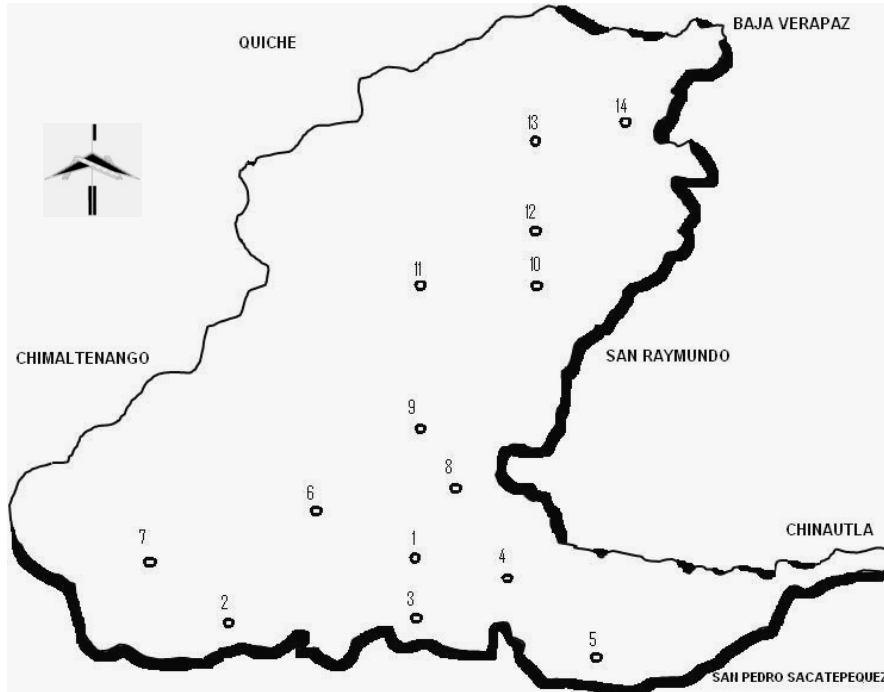 BAJA VERAPAZ
QUICHE
14
13
12
11
10
CHIMALTENANGO
SAN RAYMUNDO
9
8
6
CHINAUTLA
7
1
4
2
3
5
SAN PEDRO SACATEPEQUEZ